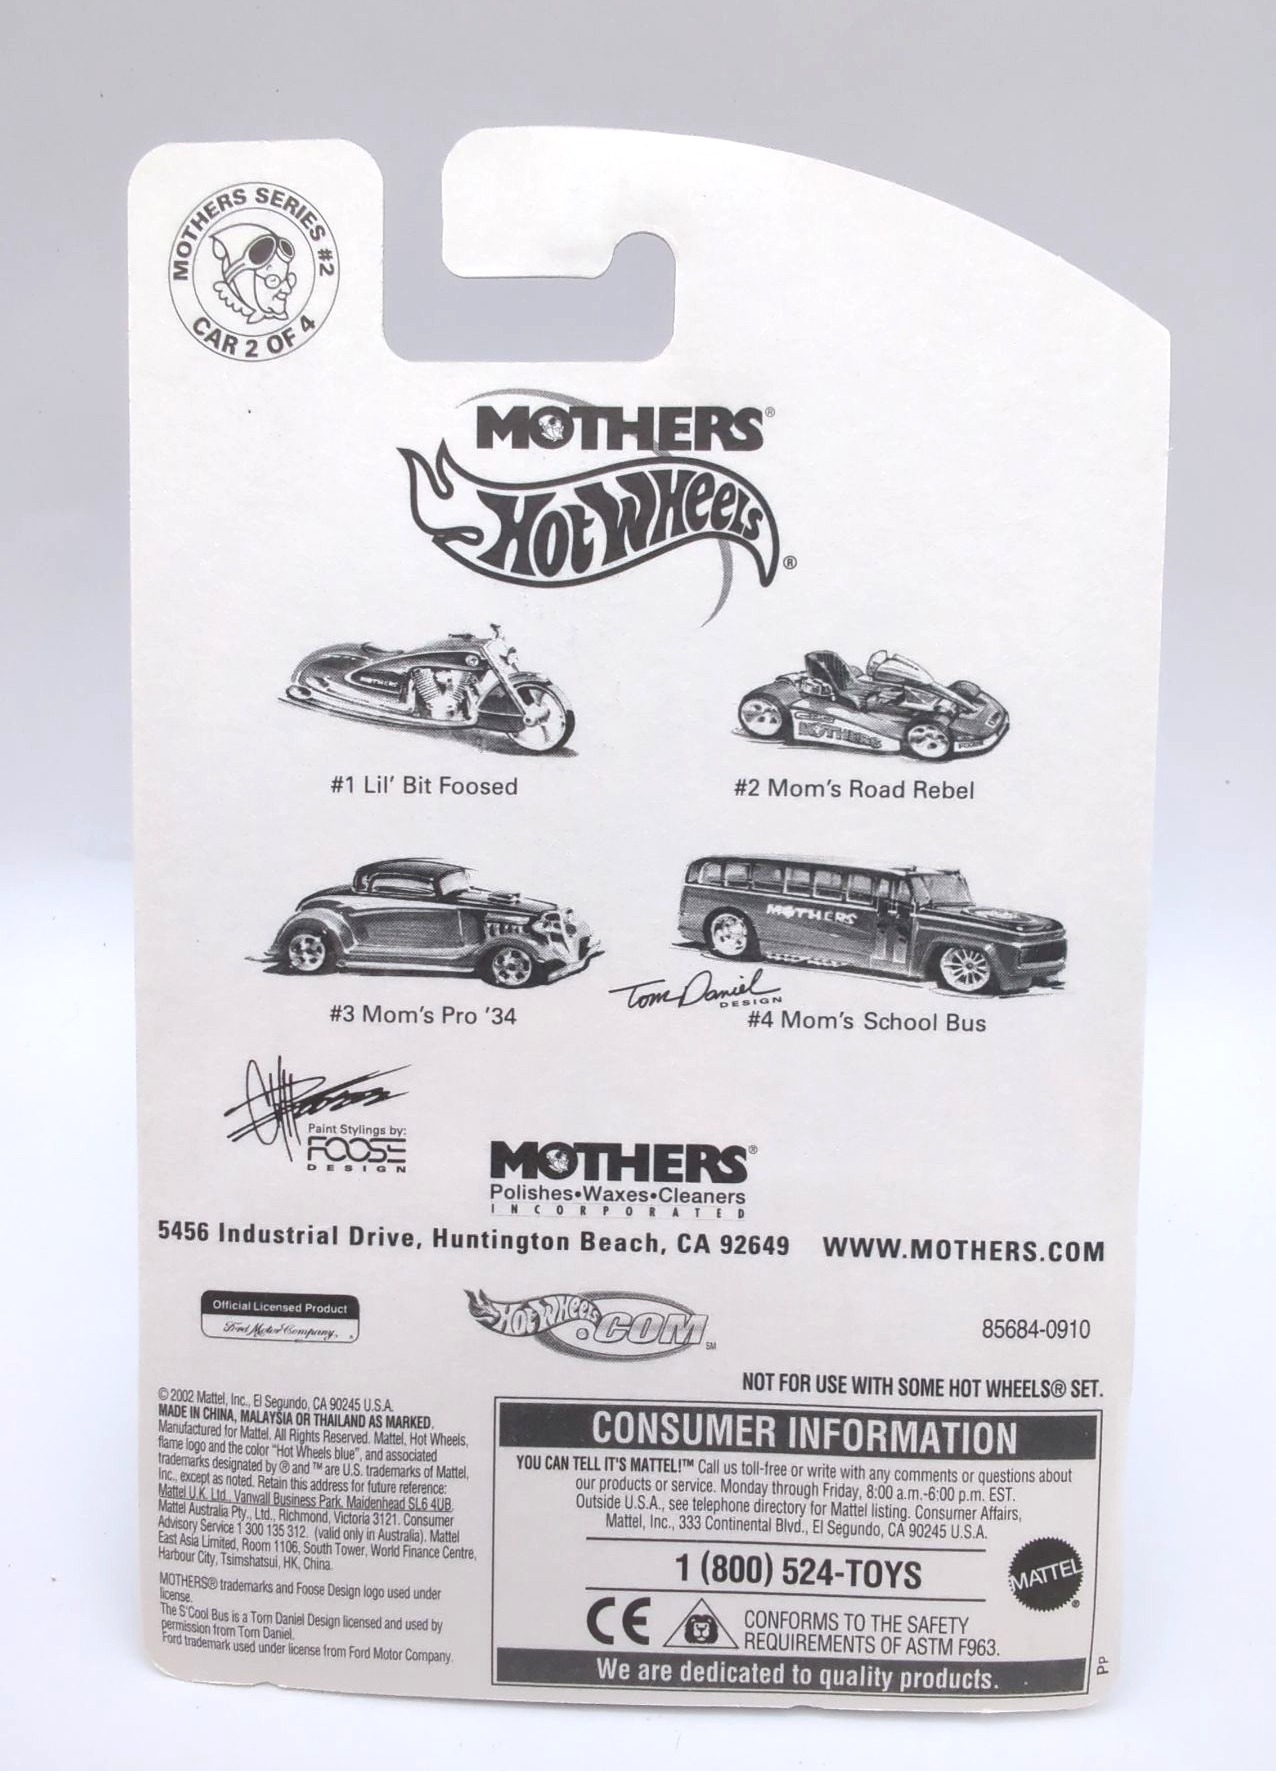 MOTHERS SERIES #2
CAR 2 OF 4
MOTHERS®
Hot Wheels®
MOTHERS
#1 Lil' Bit Foosed
MOTHERS
#2 Mom's Road Rebel
#3 Mom's Pro '34
MOTHERS
Tom Daniel
DESIGN
#4 Mom's School Bus
Paint Stylings by:
FOOSE
DESIGN
MOTHERS®
Polishes•Waxes•Cleaners
INCORPORATED
5456 Industrial Drive, Huntington Beach, CA 92649 WWW.MOTHERS.COM
Official Licensed Product
Ford Motor Company
Hot Wheels.COM SM
85684-0910
NOT FOR USE WITH SOME HOT WHEELS® SET.
© 2002 Mattel, Inc., El Segundo, CA 90245 U.S.A.
MADE IN CHINA, MALAYSIA OR THAILAND AS MARKED.
Manufactured for Mattel. All Rights Reserved. Mattel, Hot Wheels,
flame logo and the color "Hot Wheels blue", and associated
trademarks designated by ® and ™ are U.S. trademarks of Mattel,
Inc., except as noted. Retain this address for future reference:
Mattel U.K. Ltd., Vanwall Business Park, Maidenhead SL6 4UB.
Mattel Australia Pty., Ltd., Richmond, Victoria 3121. Consumer
Advisory Service 1 300 135 312. (valid only in Australia). Mattel
East Asia Limited, Room 1106, South Tower, World Finance Centre,
Harbour City, Tsimshatsui, HK, China.
MOTHERS® trademarks and Foose Design logo used under
license.
The S'Cool Bus is a Tom Daniel Design licensed and used by
permission from Tom Daniel.
Ford trademark used under license from Ford Motor Company.
CONSUMER INFORMATION
YOU CAN TELL IT'S MATTEL!™ Call us toll-free or write with any comments or questions about
our products or service. Monday through Friday, 8:00 a.m.-6:00 p.m. EST.
Outside U.S.A., see telephone directory for Mattel listing. Consumer Affairs,
Mattel, Inc., 333 Continental Blvd., El Segundo, CA 90245 U.S.A.
1 (800) 524-TOYS
MATTEL®
CE
CONFORMS TO THE SAFETY
REQUIREMENTS OF ASTM F963.
We are dedicated to quality products.
PP